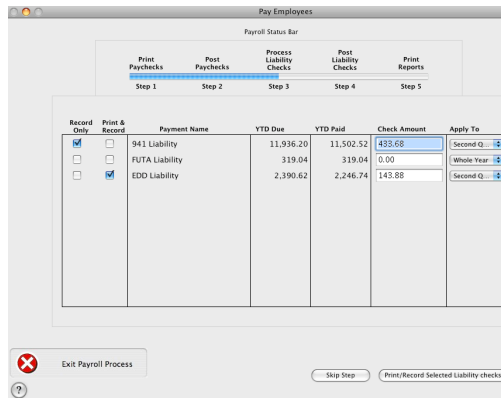 Pay Employees
Payroll Status Bar
Print Paychecks
Post Paychecks
Process Liability Checks
Post Liability Checks
Print Reports
Step 1 Step 2 Step 3 Step 4 Step 5
Record Only Print & Record Payment Name YTD Due YTD Paid Check Amount Apply To
941 Liability 11,936.20 11,502.52 433.68 Second Q...
FUTA Liability 319.04 319.04 0.00 Whole Year
EDD Liability 2,390.62 2,246.74 143.88 Second Q...
Exit Payroll Process
Skip Step Print/Record Selected Liability checks
?